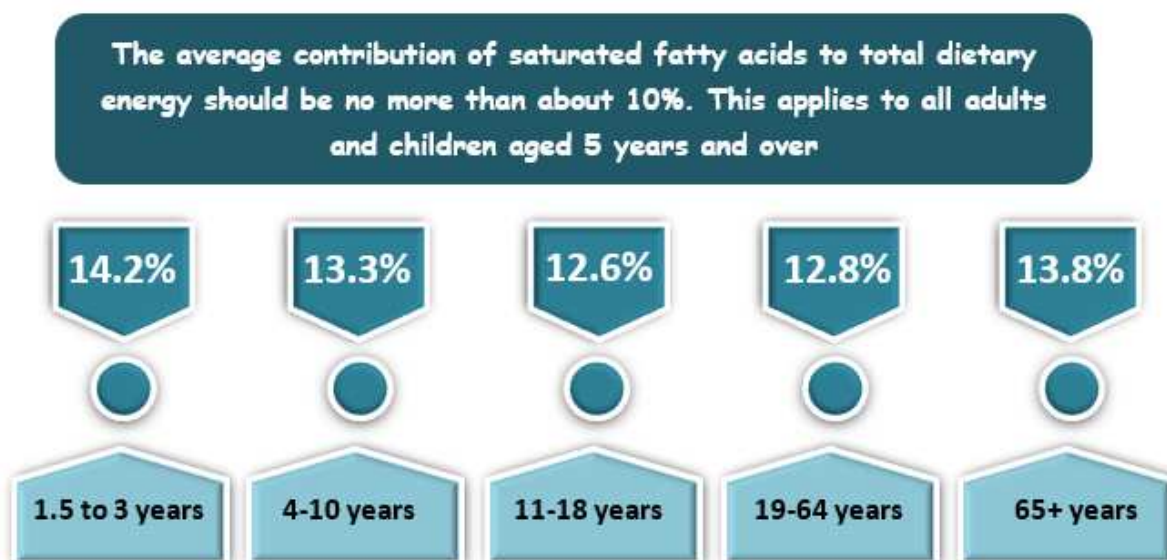 The average contribution of saturated fatty acids to total dietary
energy should be no more than about 10%. This applies to all adults
and children aged 5 years and over
14.2%
13.3%
12.6%
12.8%
13.8%
1.5 to 3 years
4-10 years
11-18 years
19-64 years
65+ years